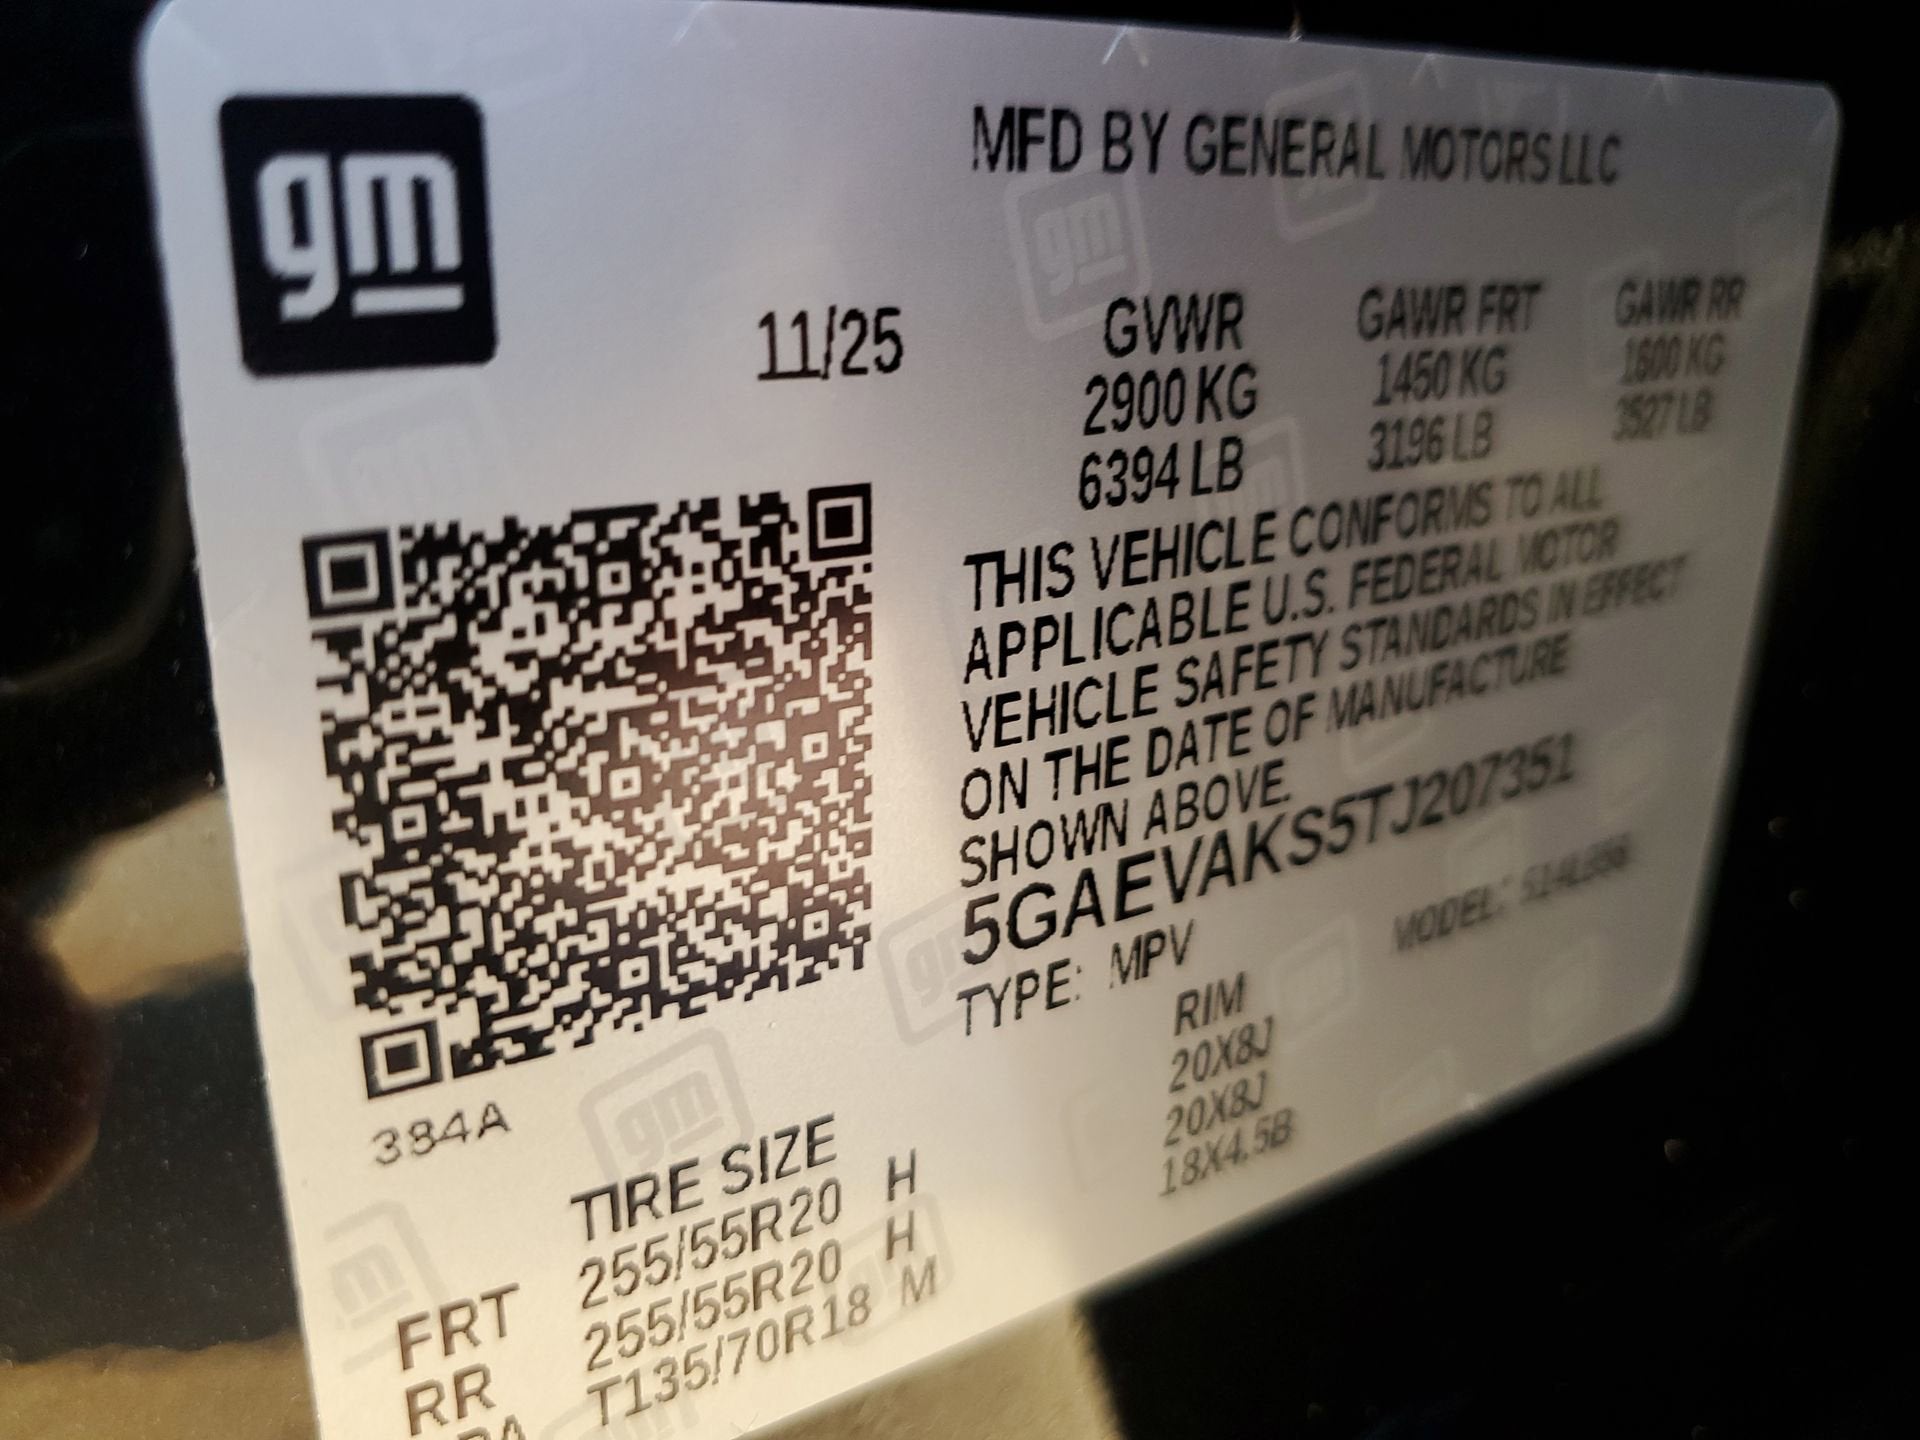 gm
MFD BY GENERAL MOTORS LLC
11/25
GVWR GAWR FRT GAWR RR
2900 KG 1450 KG 1600 KG
6394 LB 3196 LB 3527 LB
THIS VEHICLE CONFORMS TO ALL
APPLICABLE U.S. FEDERAL MOTOR
VEHICLE SAFETY STANDARDS IN EFFECT
ON THE DATE OF MANUFACTURE
SHOWN ABOVE.
5GAEVAKS5TJ207351
TYPE: MPV MODEL:
384A
TIRE SIZE RIM
FRT 255/55R20 H 20X8J
RR 255/55R20 H 20X8J
T135/70R18 M 18X4.5B